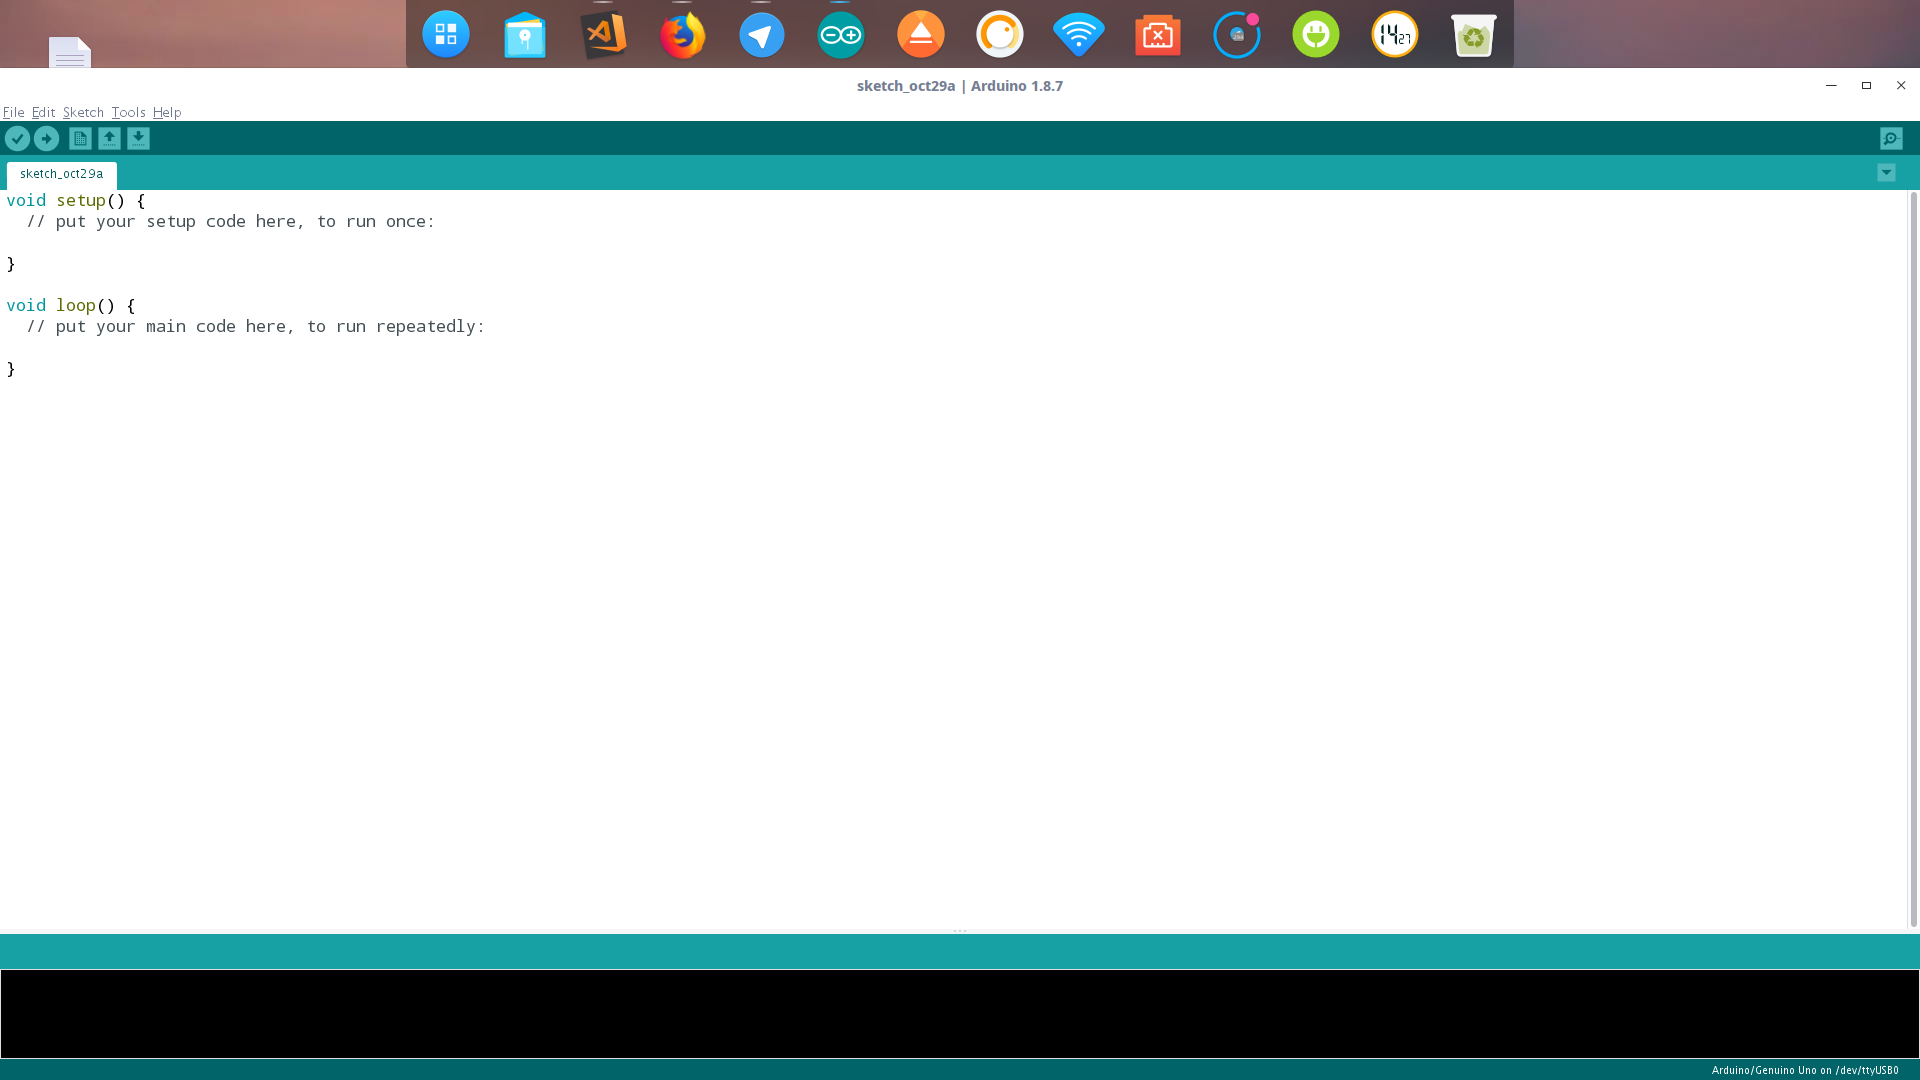 14 27
sketch_oct29a | Arduino 1.8.7
File Edit Sketch Tools Help
sketch_oct29a
void setup() {
  // put your setup code here, to run once:
}
void loop() {
  // put your main code here, to run repeatedly:
}
Arduino/Genuino Uno on /dev/ttyUSB0